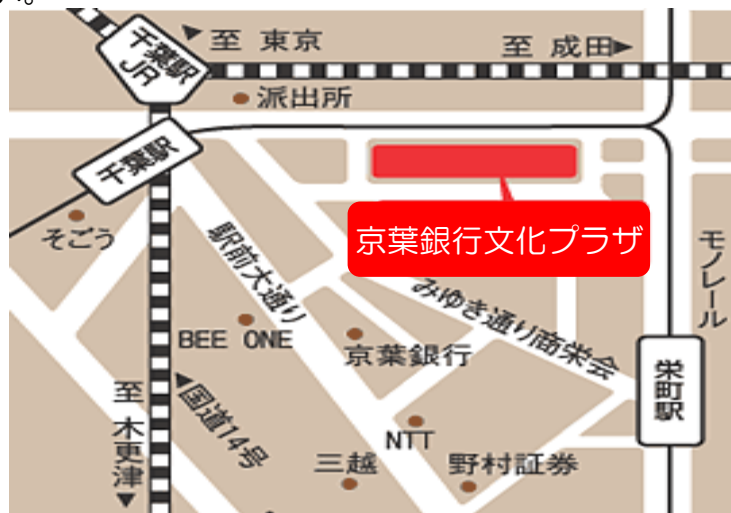 至 東京
至 成田
千葉駅
JR
派出所
千葉駅
そごう
京葉銀行文化プラザ
駅前大通り
みゆき通り商栄会
モノレール
BEE ONE
京葉銀行
栄町駅
至 木更津
国道14号
NTT
三越
野村証券